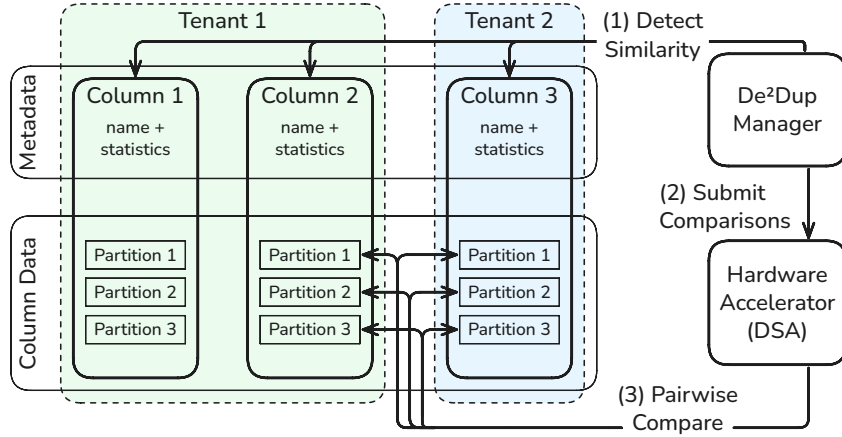 Tenant 1
Tenant 2
(1) Detect
Similarity
Metadata
Column 1
name +
statistics
Column 2
name +
statistics
Column 3
name +
statistics
De²Dup
Manager
(2) Submit
Comparisons
Column Data
Partition 1
Partition 2
Partition 3
Partition 1
Partition 2
Partition 3
Partition 1
Partition 2
Partition 3
Hardware
Accelerator
(DSA)
(3) Pairwise
Compare